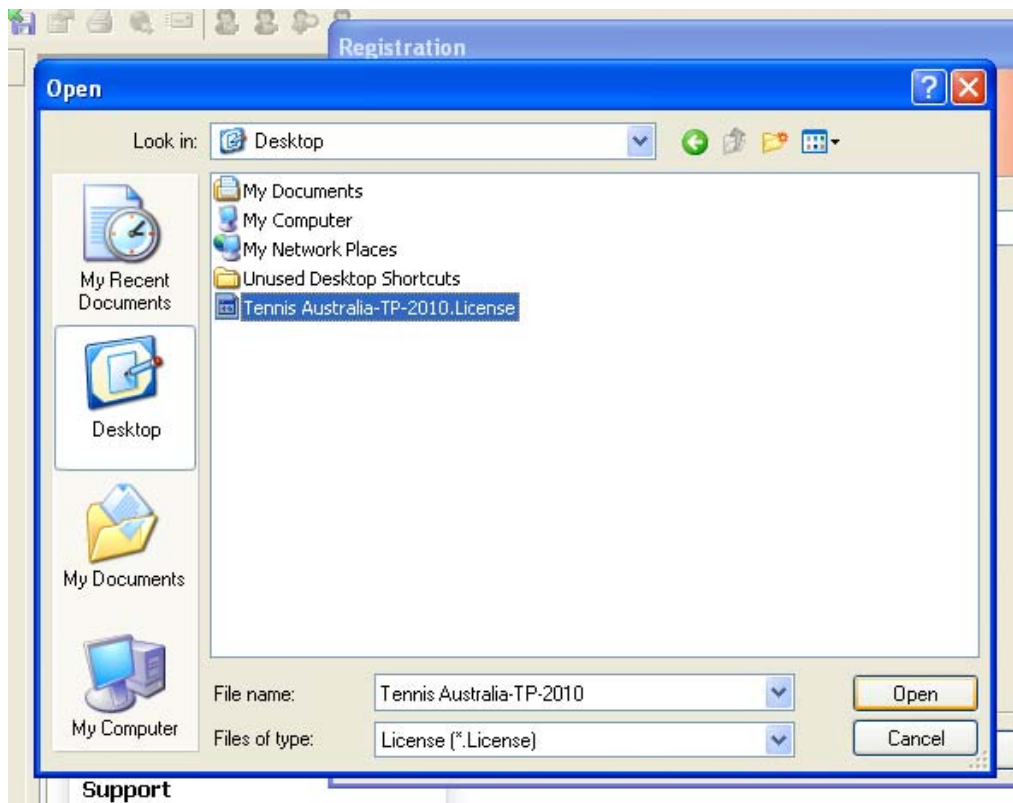 Registration
Open
Look in:
Desktop
My Documents
My Computer
My Network Places
Unused Desktop Shortcuts
Tennis Australia-TP-2010.License
My Recent
Documents
Desktop
My Documents
My Computer
File name:
Tennis Australia-TP-2010
Open
Files of type:
License (*.License)
Cancel
Support